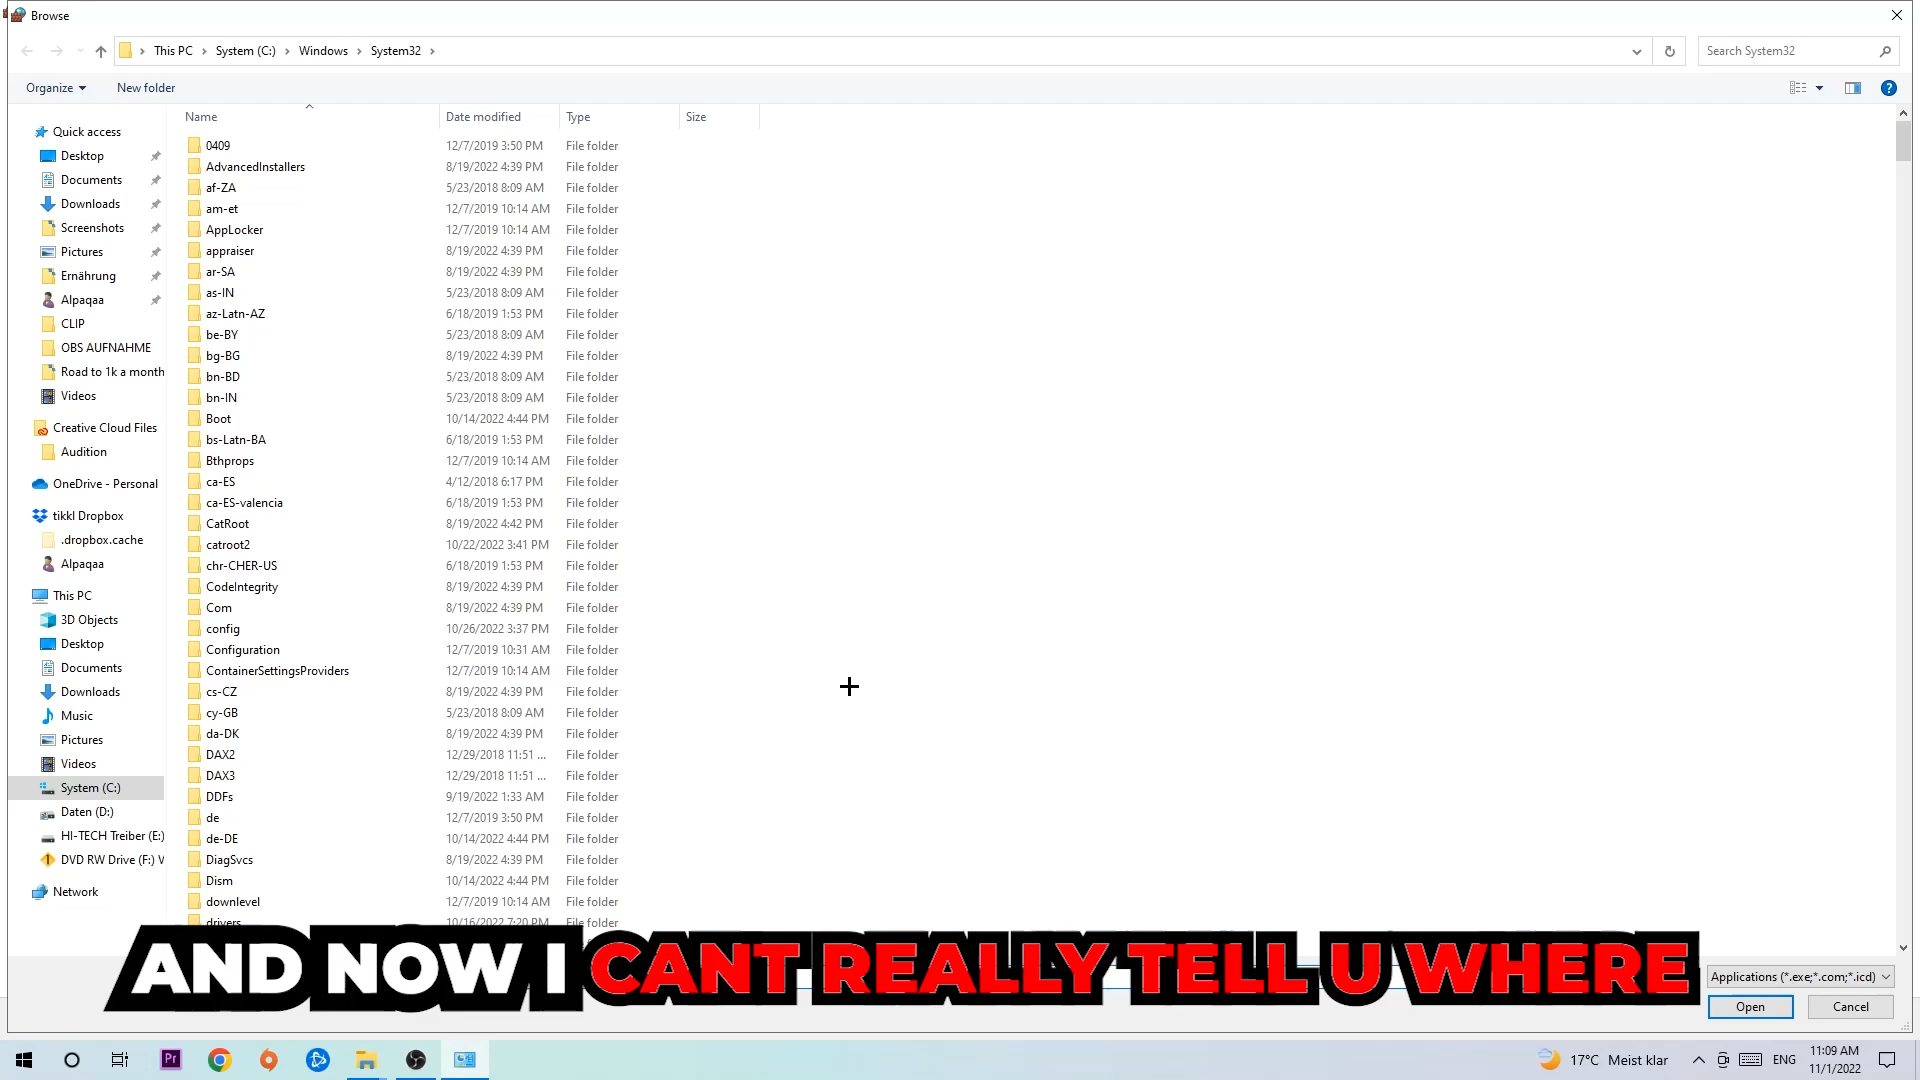 Browse
This PC > System (C:) > Windows > System32 >
Search System32
Organize
New folder
Name
Date modified
Type
Size
Quick access
Desktop
Documents
Downloads
Screenshots
Pictures
Ernährung
Alpaqaa
CLIP
OBS AUFNAHME
Road to 1k a month
Videos
Creative Cloud Files
Audition
OneDrive - Personal
tikkl Dropbox
.dropbox.cache
Alpaqaa
This PC
3D Objects
Desktop
Documents
Downloads
Music
Pictures
Videos
System (C:)
Daten (D:)
HI-TECH Treiber (E:)
DVD RW Drive (F:) V
Network
0409 12/7/2019 3:50 PM File folder
AdvancedInstallers 8/19/2022 4:39 PM File folder
af-ZA 5/23/2018 8:09 AM File folder
am-et 12/7/2019 10:14 AM File folder
AppLocker 12/7/2019 10:14 AM File folder
appraiser 8/19/2022 4:39 PM File folder
ar-SA 8/19/2022 4:39 PM File folder
as-IN 5/23/2018 8:09 AM File folder
az-Latn-AZ 6/18/2019 1:53 PM File folder
be-BY 5/23/2018 8:09 AM File folder
bg-BG 8/19/2022 4:39 PM File folder
bn-BD 5/23/2018 8:09 AM File folder
bn-IN 5/23/2018 8:09 AM File folder
Boot 10/14/2022 4:44 PM File folder
bs-Latn-BA 6/18/2019 1:53 PM File folder
Bthprops 12/7/2019 10:14 AM File folder
ca-ES 4/12/2018 6:17 PM File folder
ca-ES-valencia 6/18/2019 1:53 PM File folder
CatRoot 8/19/2022 4:42 PM File folder
catroot2 10/22/2022 3:41 PM File folder
chr-CHER-US 6/18/2019 1:53 PM File folder
CodeIntegrity 8/19/2022 4:39 PM File folder
Com 8/19/2022 4:39 PM File folder
config 10/26/2022 3:37 PM File folder
Configuration 12/7/2019 10:31 AM File folder
ContainerSettingsProviders 12/7/2019 10:14 AM File folder
cs-CZ 8/19/2022 4:39 PM File folder
cy-GB 5/23/2018 8:09 AM File folder
da-DK 8/19/2022 4:39 PM File folder
DAX2 12/29/2018 11:51 ... File folder
DAX3 12/29/2018 11:51 ... File folder
DDFs 9/19/2022 1:33 AM File folder
de 12/7/2019 3:50 PM File folder
de-DE 10/14/2022 4:44 PM File folder
DiagSvcs 8/19/2022 4:39 PM File folder
Dism 10/14/2022 4:44 PM File folder
downlevel 12/7/2019 10:14 AM File folder
drivers 10/16/2022 7:20 PM File folder
AND NOW I CANT REALLY TELL U WHERE
Applications (*.exe;*.com;*.icd)
Open
Cancel
Pr
17°C Meist klar
ENG
11:09 AM
11/1/2022